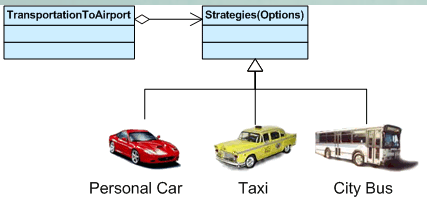 TransportationToAirport
Strategies(Options)
Personal Car
Taxi
City Bus